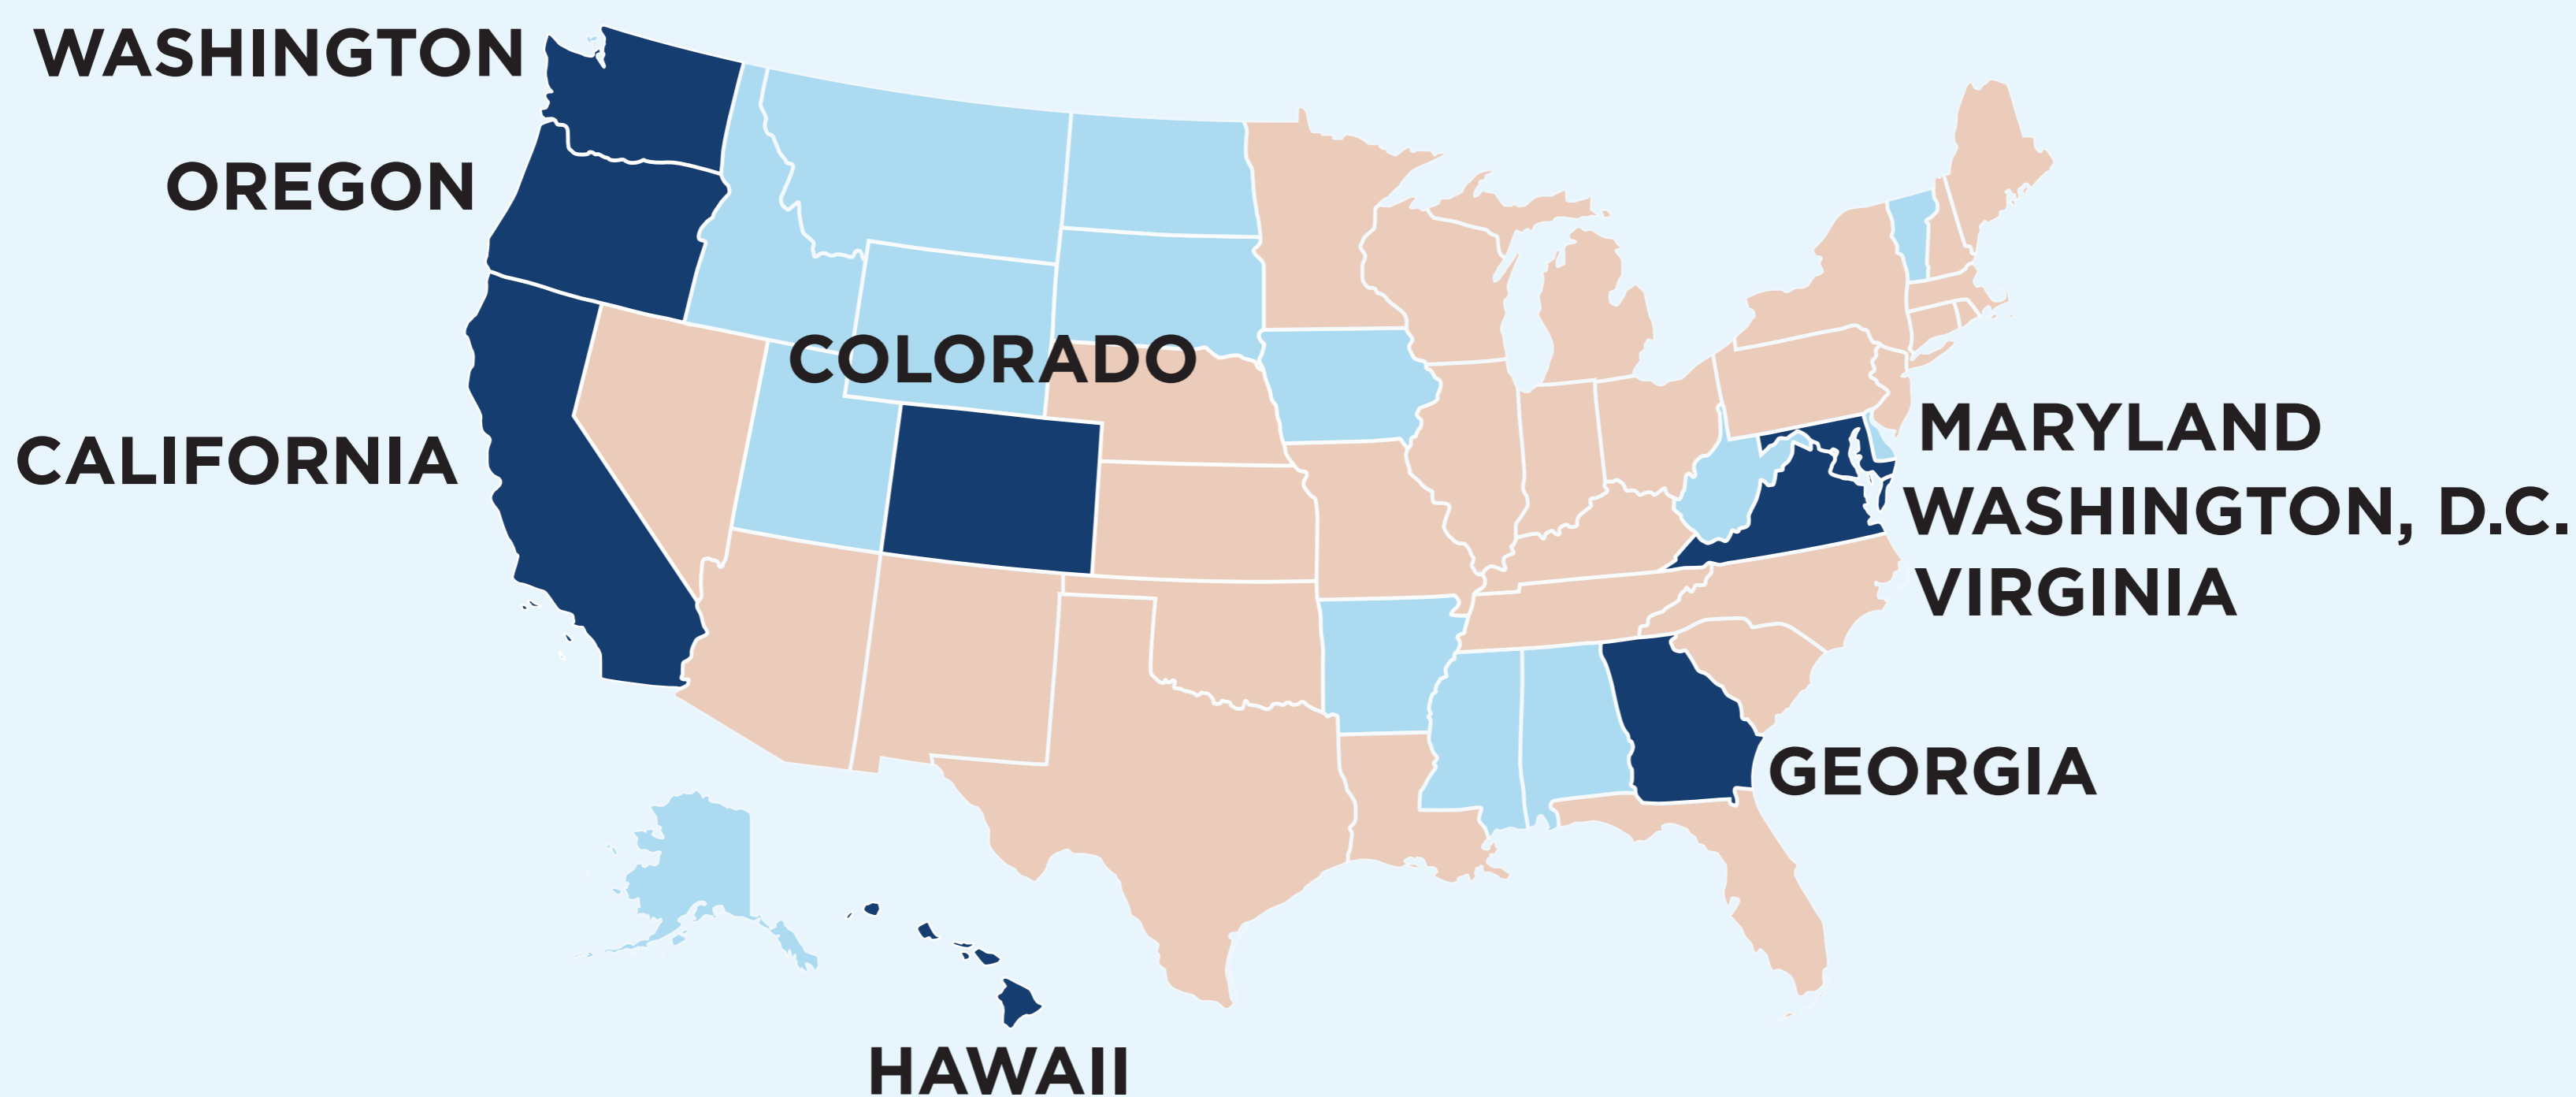 WASHINGTON
OREGON
COLORADO
CALIFORNIA
MARYLAND
WASHINGTON, D.C.
VIRGINIA
GEORGIA
HAWAII